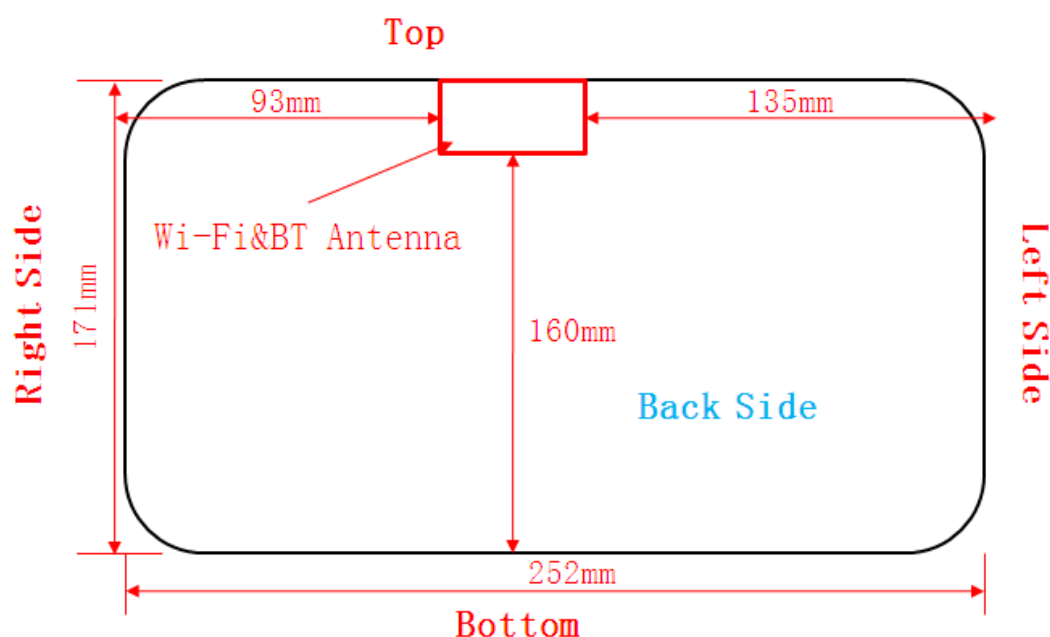 Top
93mm
135mm
Wi-Fi&BT Antenna
Right Side
171mm
160mm
Left Side
Back Side
252mm
Bottom